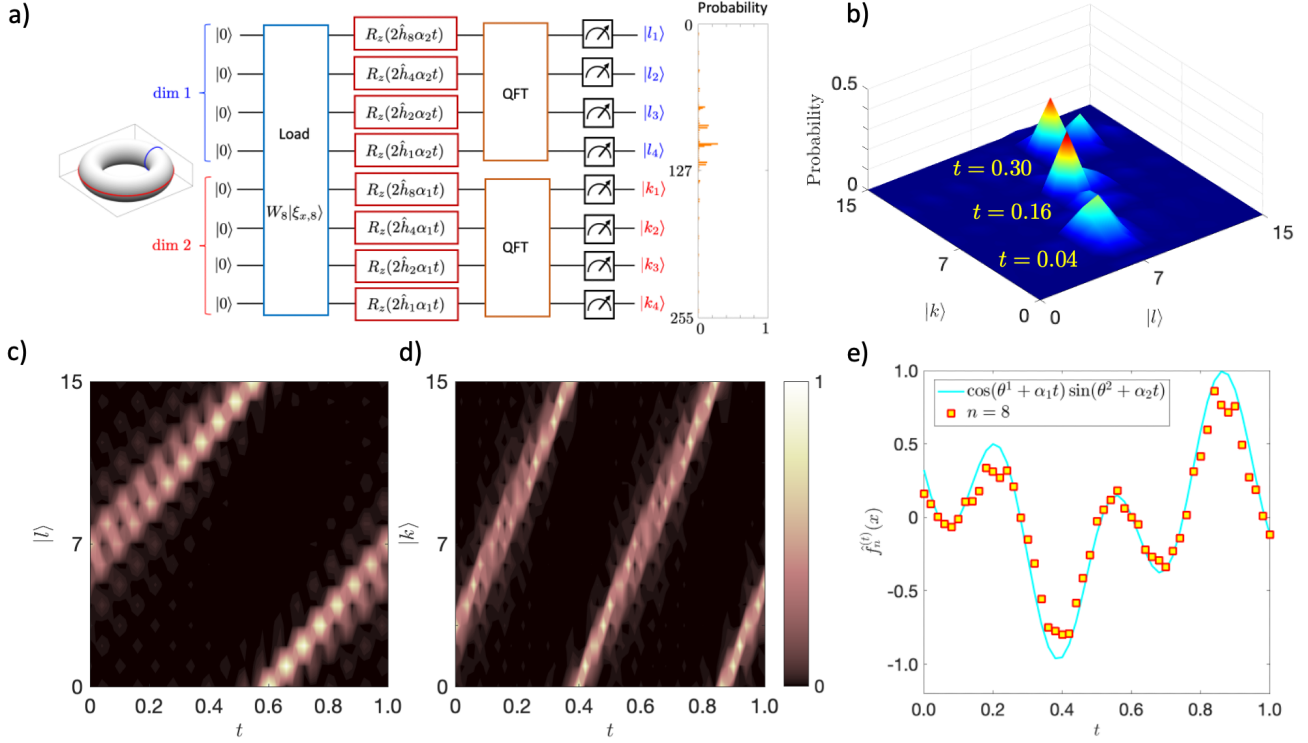 a)
Probability
|0⟩
|0⟩
|0⟩
|0⟩
|0⟩
|0⟩
|0⟩
|0⟩
dim 1
dim 2
Load
W₈|ξₓ,₈⟩
R_z(2ĥ₈α₂t)
R_z(2ĥ₄α₂t)
R_z(2ĥ₂α₂t)
R_z(2ĥ₁α₂t)
R_z(2ĥ₈α₁t)
R_z(2ĥ₄α₁t)
R_z(2ĥ₂α₁t)
R_z(2ĥ₁α₁t)
QFT
QFT
|l₁⟩
|l₂⟩
|l₃⟩
|l₄⟩
|k₁⟩
|k₂⟩
|k₃⟩
|k₄⟩
0
127
255
0 1
b)
Probability
0.5
0
15
7
0
|k⟩
0
7
15
|l⟩
t = 0.30
t = 0.16
t = 0.04
c)
|l⟩
15
7
0
0 0.2 0.4 0.6 0.8 1.0
t
d)
|k⟩
0 0.2 0.4 0.6 0.8 1.0
t
1
0
e)
cos(θ¹ + α₁t) sin(θ² + α₂t)
n = 8
f̂ₙ⁽ᵗ⁾(x)
1.0
0.5
0
-0.5
-1.0
0.0 0.2 0.4 0.6 0.8 1.0
t